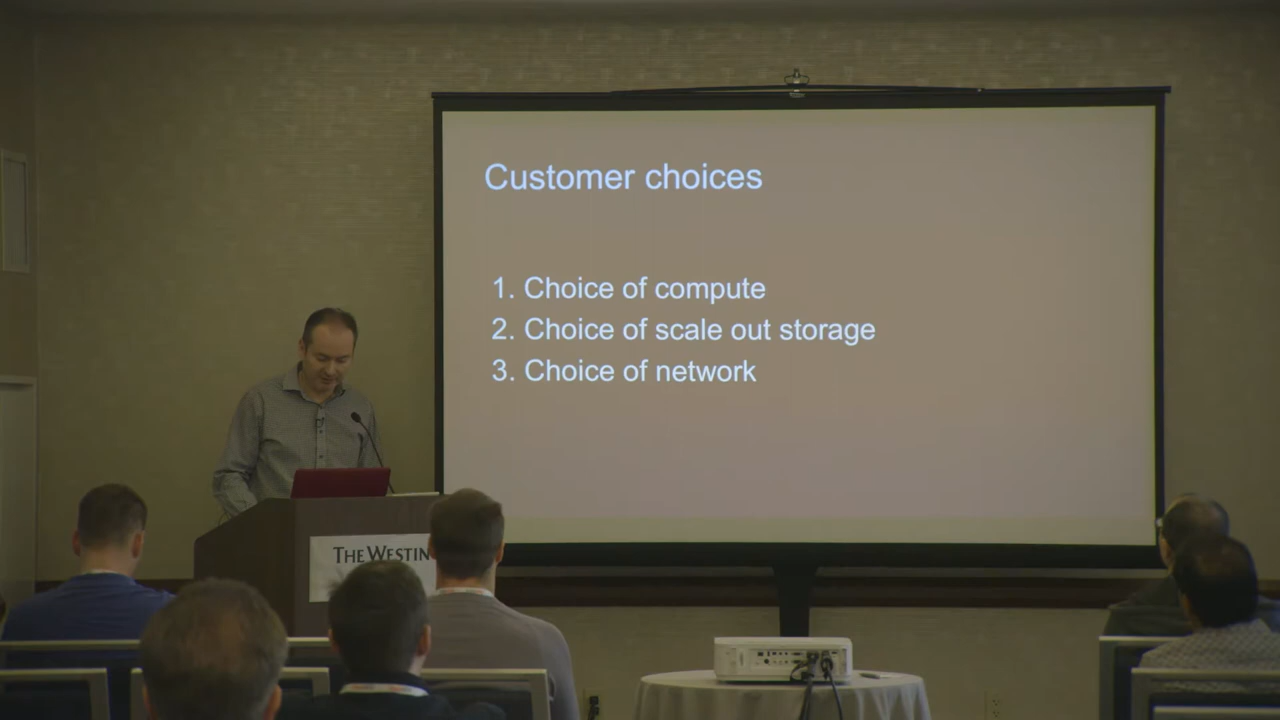 Customer choices
1. Choice of compute
2. Choice of scale out storage
3. Choice of network
THE WESTIN